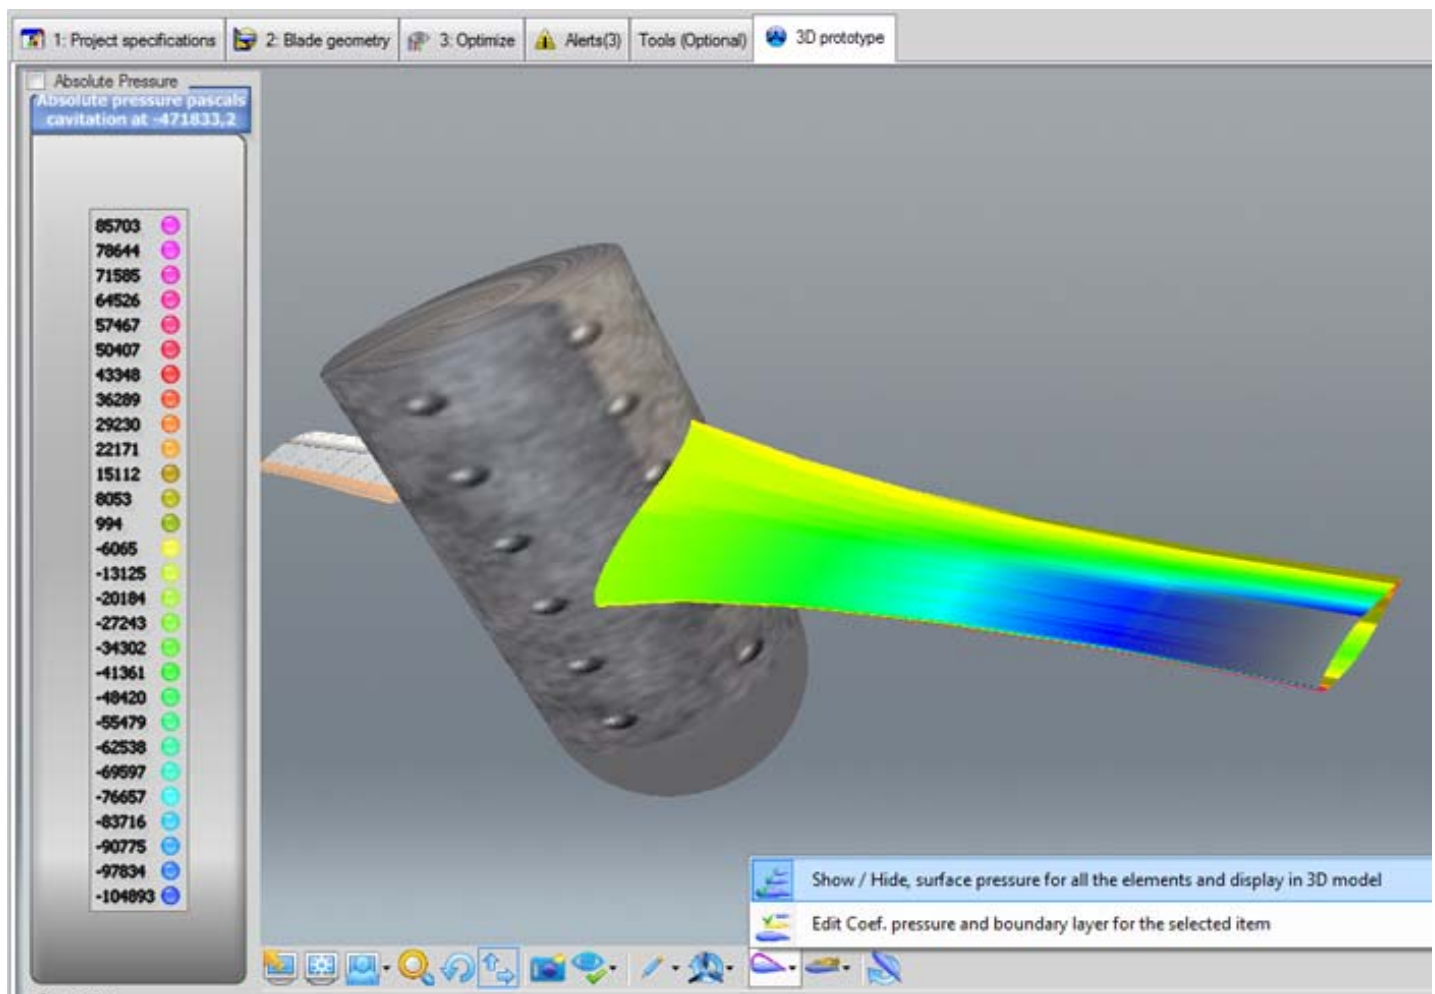 1: Project specifications
2: Blade geometry
3: Optimize
Alerts(3)
Tools (Optional)
3D prototype
Absolute Pressure
Absolute pressure pascals
cavitation at -471833,2
85703
78644
71585
64526
57467
50407
43348
36289
29230
22171
15112
8053
994
-6065
-13125
-20184
-27243
-34302
-41361
-48420
-55479
-62538
-69597
-76657
-83716
-90775
-97834
-104893
Show / Hide, surface pressure for all the elements and display in 3D model
Edit Coef. pressure and boundary layer for the selected item